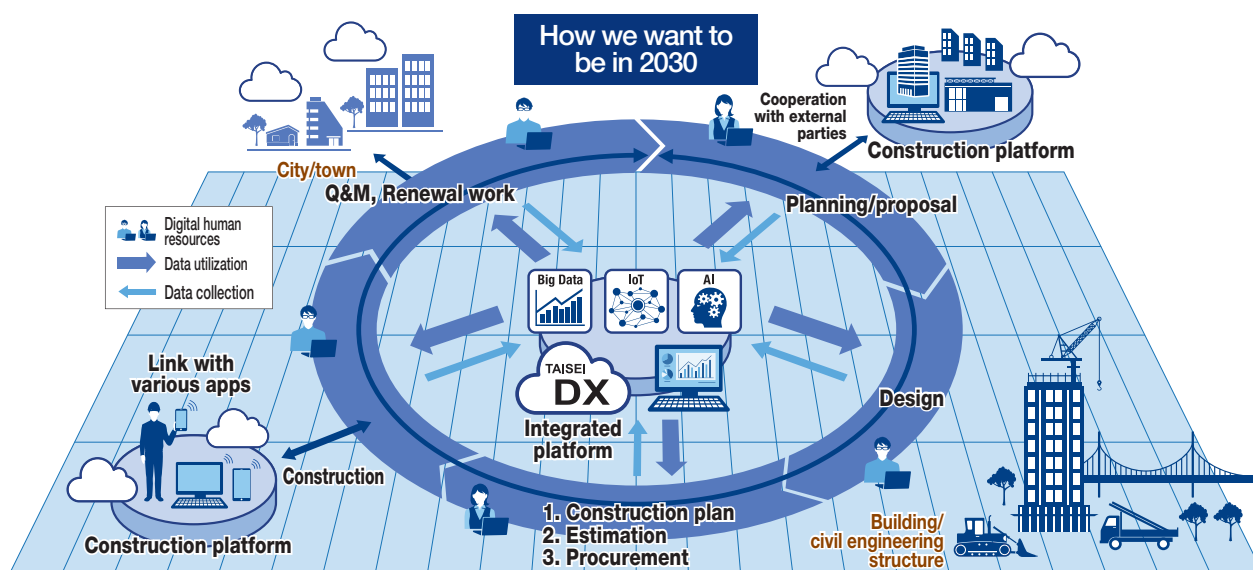 How we want to
be in 2030
Cooperation
with external
parties
Construction platform
City/town
Q&M, Renewal work
Planning/proposal
Digital human
resources
Data utilization
Data collection
Big Data
IoT
AI
TAISEI
DX
Integrated
platform
Link with
various apps
Design
Construction
Construction platform
1. Construction plan
2. Estimation
3. Procurement
Building/
civil engineering
structure